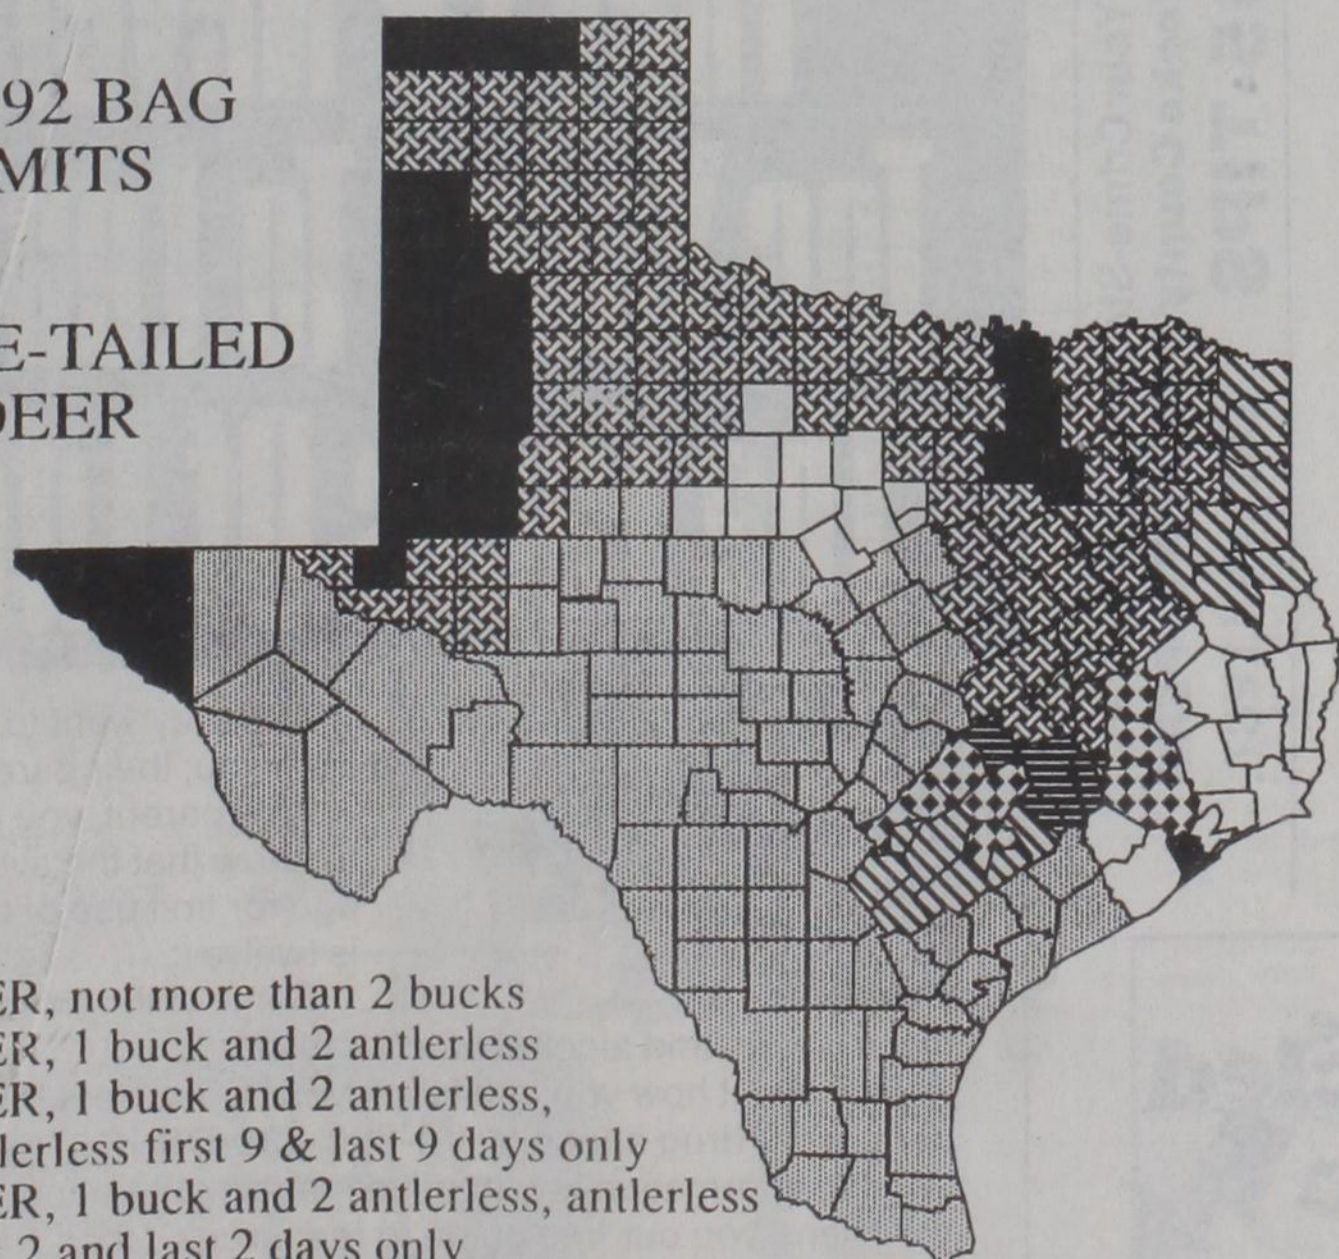 92 BAG
MITS
E-TAILED
DEER
ER, not more than 2 bucks
ER, 1 buck and 2 antlerless
ER, 1 buck and 2 antlerless,
lerless first 9 & last 9 days only
ER, 1 buck and 2 antlerless, antlerless
2 and last 2 days only